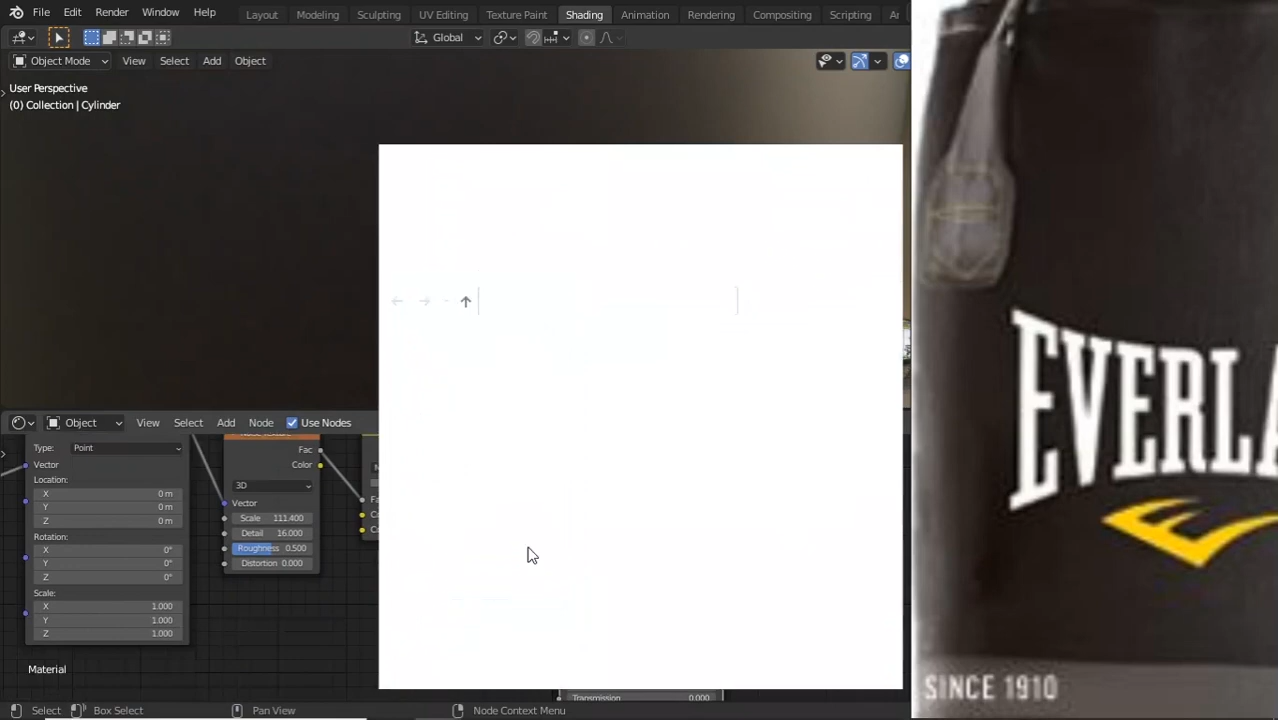 File Edit Render Window Help Layout Modeling Sculpting UV Editing Texture Paint Shading Animation Rendering Compositing Scripting
Global
Object Mode View Select Add Object
User Perspective
(0) Collection | Cylinder
Object View Select Add Node Use Nodes
Type: Point
Vector
Location:
X 0 m
Y 0 m
Z 0 m
Rotation:
X 0°
Y 0°
Z 0°
Scale:
X 1.000
Y 1.000
Z 1.000
Fac
Color
3D
Vector
Scale 111.400
Detail 16.000
Roughness 0.500
Distortion 0.000
Material
Transmission 0.000
Select Box Select Pan View Node Context Menu
EVERLA
SINCE 1910